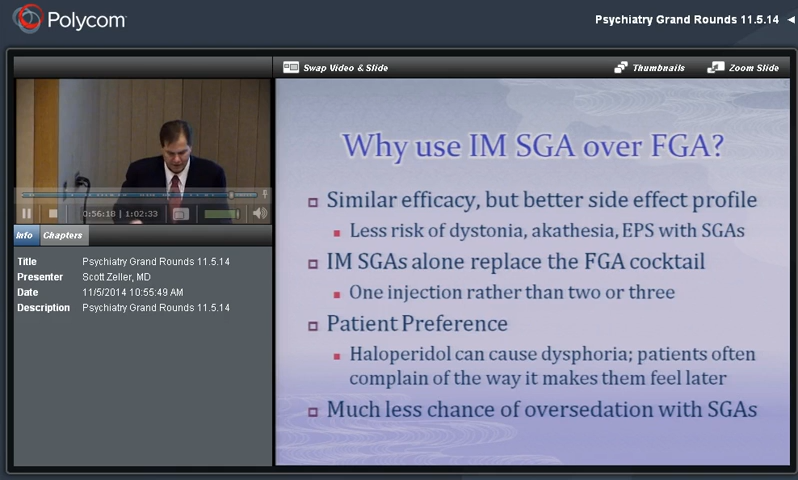 Polycom
Psychiatry Grand Rounds 11.5.14
Swap Video & Slide
Thumbnails
Zoom Slide
0:56:18 | 1:02:33
Info
Chapters
Title Psychiatry Grand Rounds 11.5.14
Presenter Scott Zeller, MD
Date 11/5/2014 10:55:49 AM
Description Psychiatry Grand Rounds 11.5.14
Why use IM SGA over FGA?
Similar efficacy, but better side effect profile
Less risk of dystonia, akathesia, EPS with SGAs
IM SGAs alone replace the FGA cocktail
One injection rather than two or three
Patient Preference
Haloperidol can cause dysphoria; patients often
complain of the way it makes them feel later
Much less chance of oversedation with SGAs